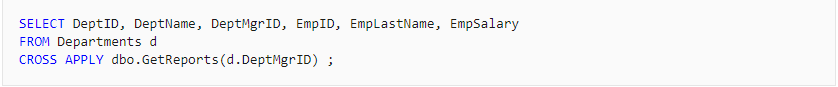 SELECT DeptID, DeptName, DeptMgrID, EmpID, EmpLastName, EmpSalary
FROM Departments d
CROSS APPLY dbo.GetReports(d.DeptMgrID) ;